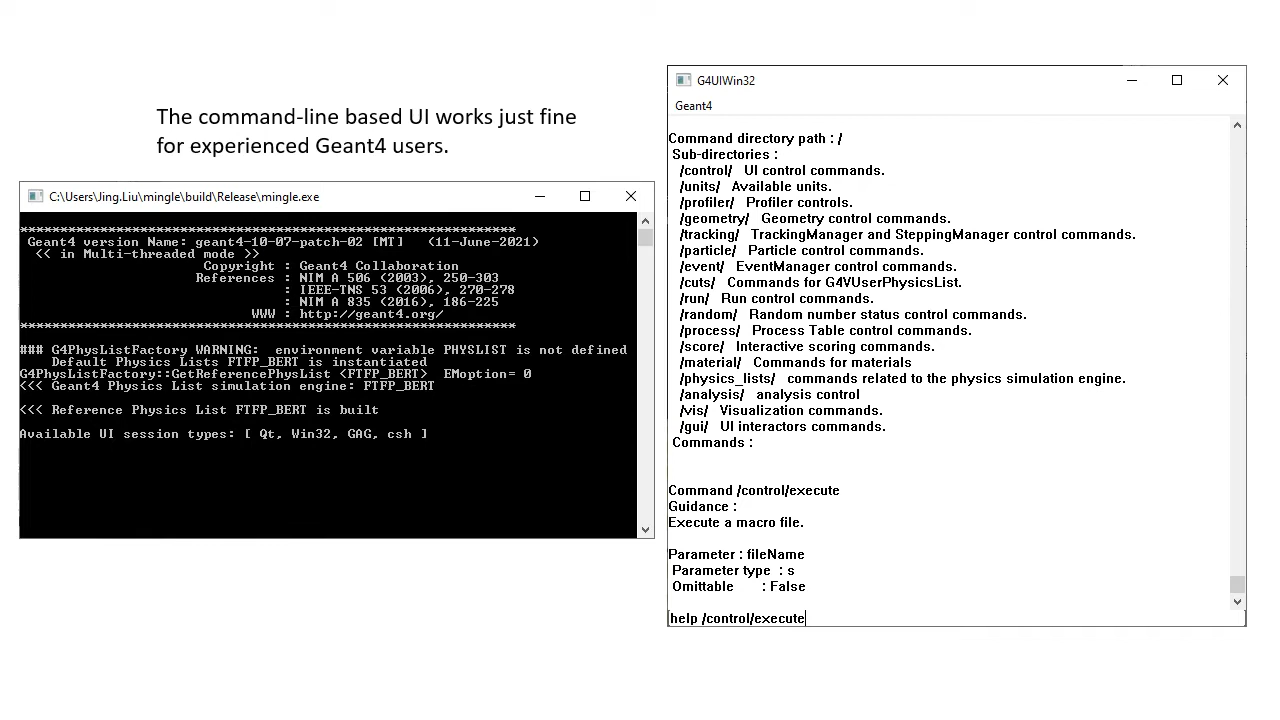 The command-line based UI works just fine
for experienced Geant4 users.
C:\Users\Jing.Liu\mingle\build\Release\mingle.exe
**************************************************************
Geant4 version Name: geant4-10-07-patch-02 [MT]   (11-June-2021)
<< in Multi-threaded mode >>
Copyright : Geant4 Collaboration
References : NIM A 506 (2003), 250-303
: IEEE-TNS 53 (2006), 270-278
: NIM A 835 (2016), 186-225
WWW : http://geant4.org/
**************************************************************
### G4PhysListFactory WARNING:  environment variable PHYSLIST is not defined
Default Physics Lists FTFP_BERT is instantiated
G4PhysListFactory::GetReferencePhysList <FTFP_BERT>  EMoption= 0
<<< Geant4 Physics List simulation engine: FTFP_BERT
<<< Reference Physics List FTFP_BERT is built
Available UI session types: [ Qt, Win32, GAG, csh ]
G4UIWin32
Geant4
Command directory path : /
Sub-directories :
/control/   UI control commands.
/units/   Available units.
/profiler/   Profiler controls.
/geometry/   Geometry control commands.
/tracking/   TrackingManager and SteppingManager control commands.
/particle/   Particle control commands.
/event/   EventManager control commands.
/cuts/   Commands for G4VUserPhysicsList.
/run/   Run control commands.
/random/   Random number status control commands.
/process/   Process Table control commands.
/score/   Interactive scoring commands.
/material/   Commands for materials
/physics_lists/   commands related to the physics simulation engine.
/analysis/   analysis control
/vis/   Visualization commands.
/gui/   UI interactors commands.
Commands :
Command /control/execute
Guidance :
Execute a macro file.
Parameter : fileName
Parameter type  : s
Omittable       : False
help /control/execute